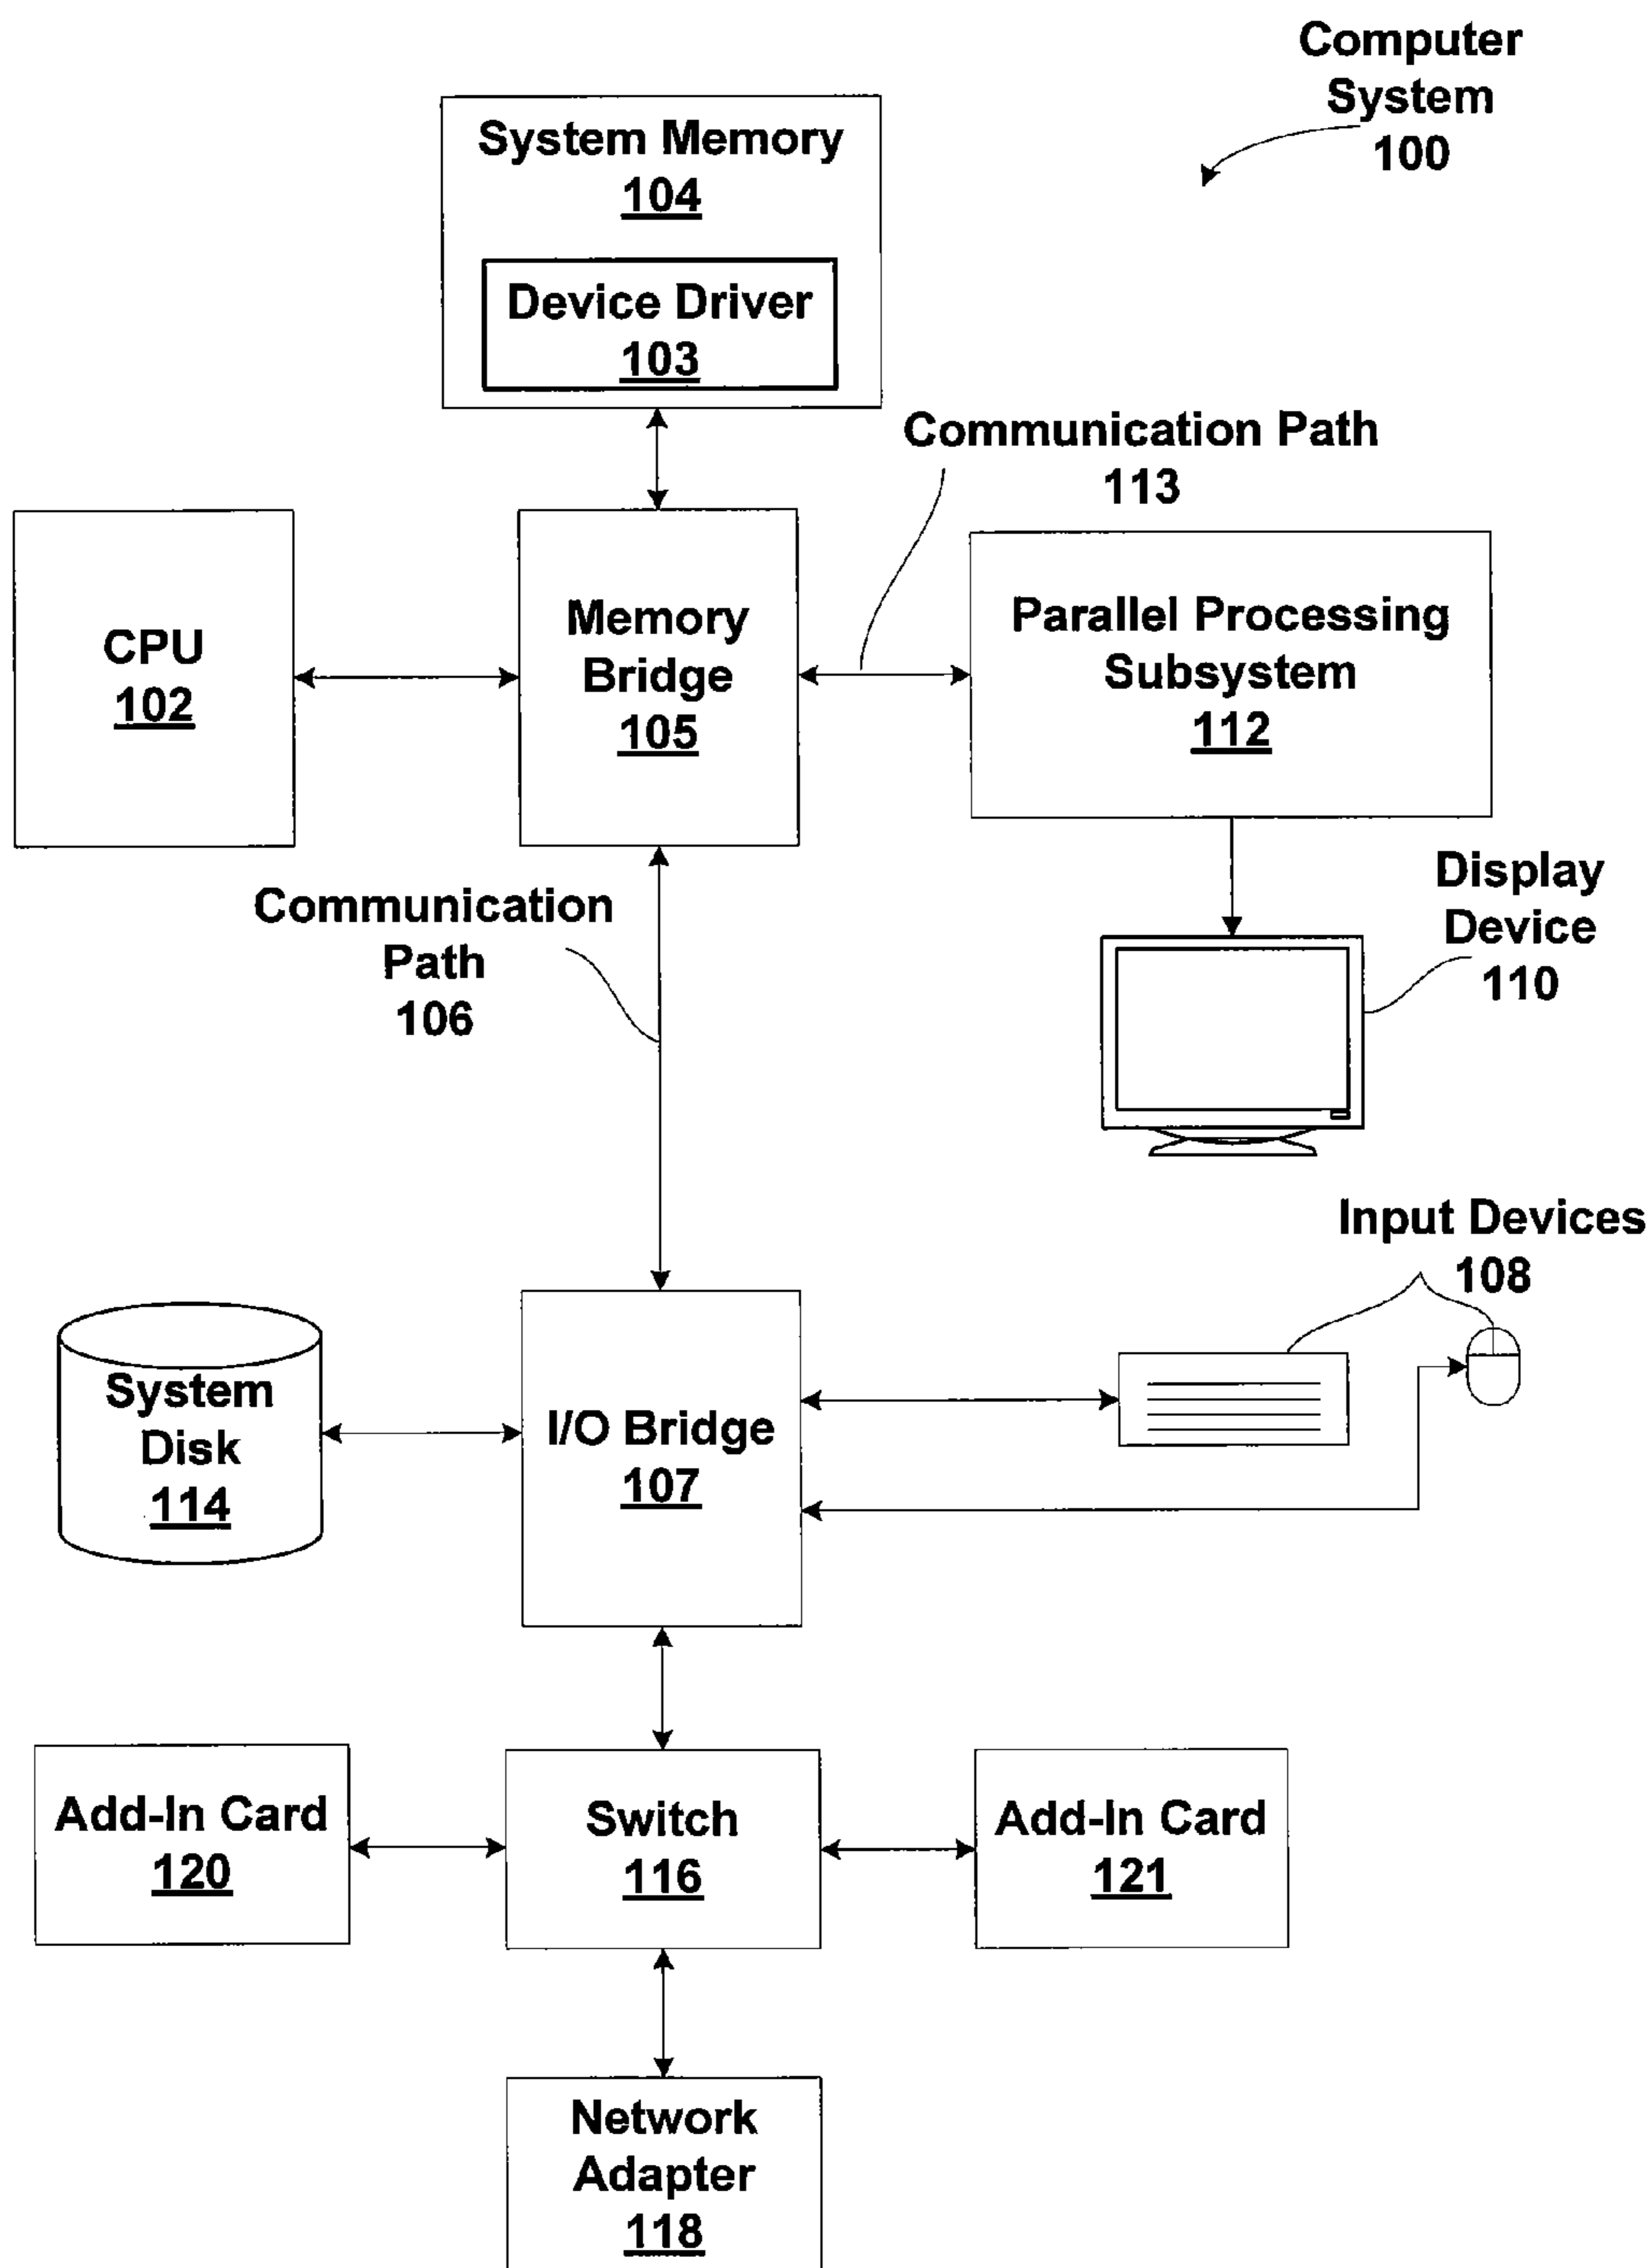 Computer
System
100
System Memory
104
Device Driver
103
Communication Path
113
CPU
102
Memory
Bridge
105
Parallel Processing
Subsystem
112
Communication
Path
106
Display
Device
110
Input Devices
108
System
Disk
114
I/O Bridge
107
Add-In Card
120
Switch
116
Add-In Card
121
Network
Adapter
118